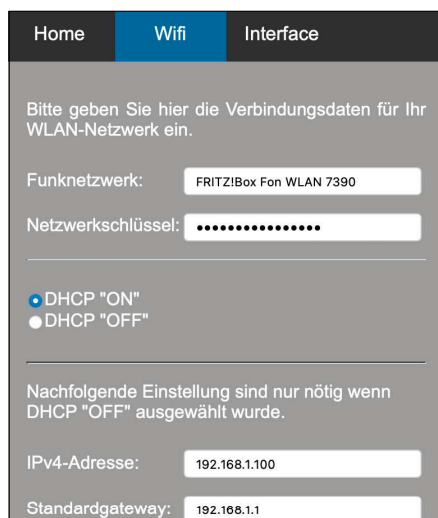 Home Wifi Interface
Bitte geben Sie hier die Verbindungsdaten für Ihr
WLAN-Netzwerk ein.
Funknetzwerk: FRITZ!Box Fon WLAN 7390
Netzwerkschlüssel: ••••••••••••••••
DHCP "ON"
DHCP "OFF"
Nachfolgende Einstellung sind nur nötig wenn
DHCP "OFF" ausgewählt wurde.
IPv4-Adresse: 192.168.1.100
Standardgateway: 192.168.1.1